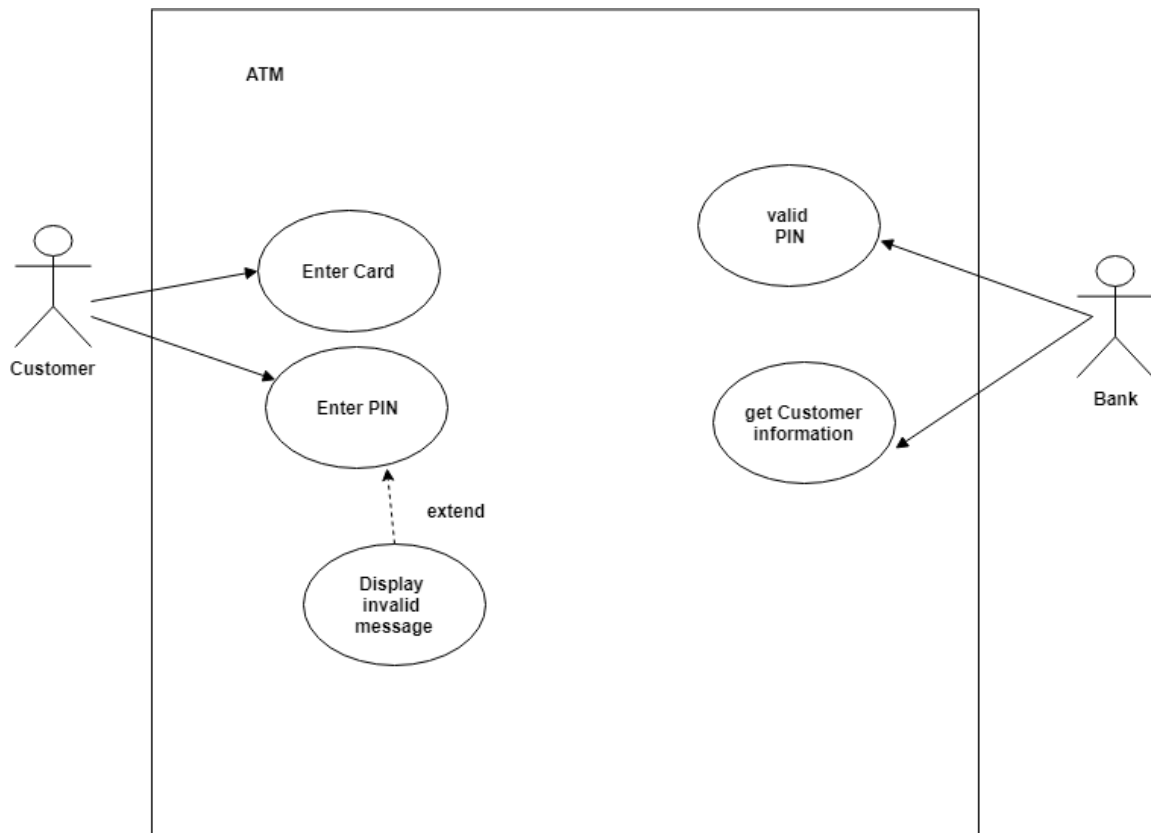 ATM
Customer
Enter Card
Enter PIN
extend
Display
invalid
message
valid
PIN
get Customer
information
Bank